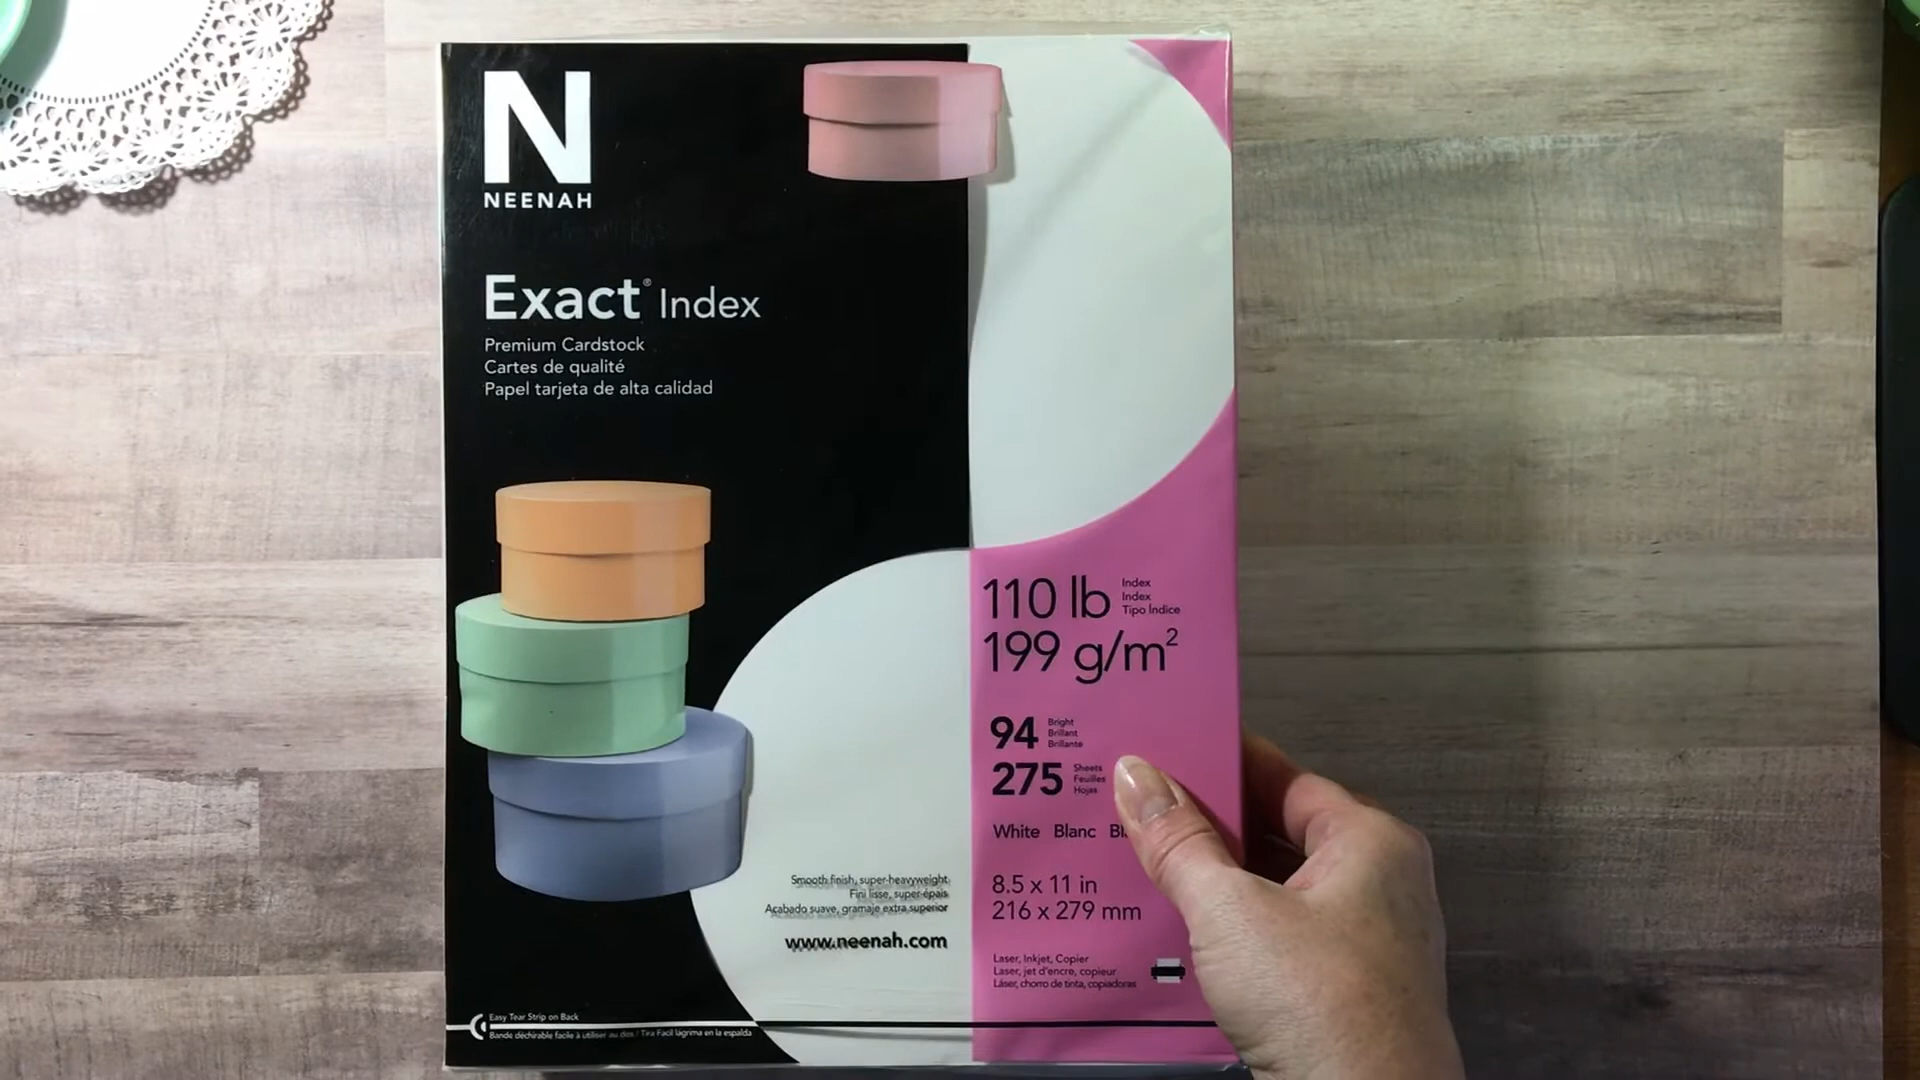 N
NEENAH
Exact® Index
Premium Cardstock
Cartes de qualité
Papel tarjeta de alta calidad
110 lb
Index
Index
Tipo Índice
199 g/m²
94
Bright
Brillant
Brillante
275
Sheets
Feuilles
Hojas
White Blanc
8.5 x 11 in
216 x 279 mm
Laser, Inkjet, Copier
Laser, jet d'encre, copieur
Láser, chorro de tinta, copiadoras
Smooth finish, super-heavyweight
Fini lisse, super-épais
Acabado suave, gramaje extra superior
www.neenah.com
Easy Tear Strip on Back
Bande déchirable facile à utiliser au dos / Tira Fácil lágrima en la espalda